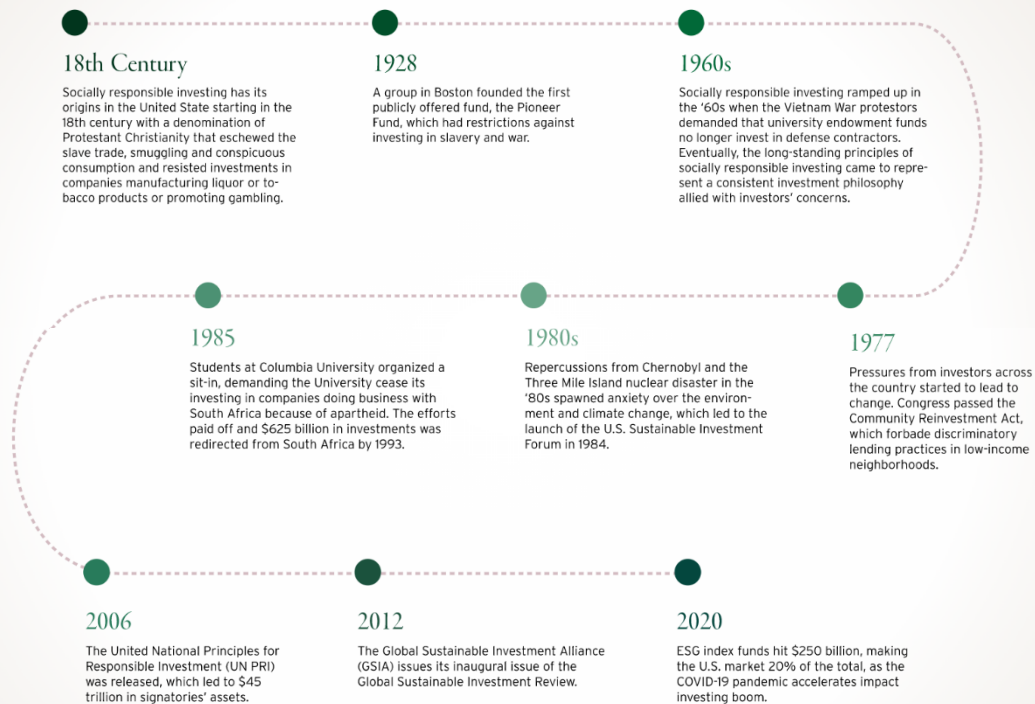 18th Century
Socially responsible investing has its
origins in the United State starting in the
18th century with a denomination of
Protestant Christianity that eschewed the
slave trade, smuggling and conspicuous
consumption and resisted investments in
companies manufacturing liquor or to-
bacco products or promoting gambling.
1928
A group in Boston founded the first
publicly offered fund, the Pioneer
Fund, which had restrictions against
investing in slavery and war.
1960s
Socially responsible investing ramped up in
the ‘60s when the Vietnam War protestors
demanded that university endowment funds
no longer invest in defense contractors.
Eventually, the long-standing principles of
socially responsible investing came to repre-
sent a consistent investment philosophy
allied with investors’ concerns.
1977
Pressures from investors across
the country started to lead to
change. Congress passed the
Community Reinvestment Act,
which forbade discriminatory
lending practices in low-income
neighborhoods.
1980s
Repercussions from Chernobyl and the
Three Mile Island nuclear disaster in the
‘80s spawned anxiety over the environ-
ment and climate change, which led to the
launch of the U.S. Sustainable Investment
Forum in 1984.
1985
Students at Columbia University organized a
sit-in, demanding the University cease its
investing in companies doing business with
South Africa because of apartheid. The efforts
paid off and $625 billion in investments was
redirected from South Africa by 1993.
2006
The United National Principles for
Responsible Investment (UN PRI)
was released, which led to $45
trillion in signatories’ assets.
2012
The Global Sustainable Investment Alliance
(GSIA) issues its inaugural issue of the
Global Sustainable Investment Review.
2020
ESG index funds hit $250 billion, making
the U.S. market 20% of the total, as the
COVID-19 pandemic accelerates impact
investing boom.